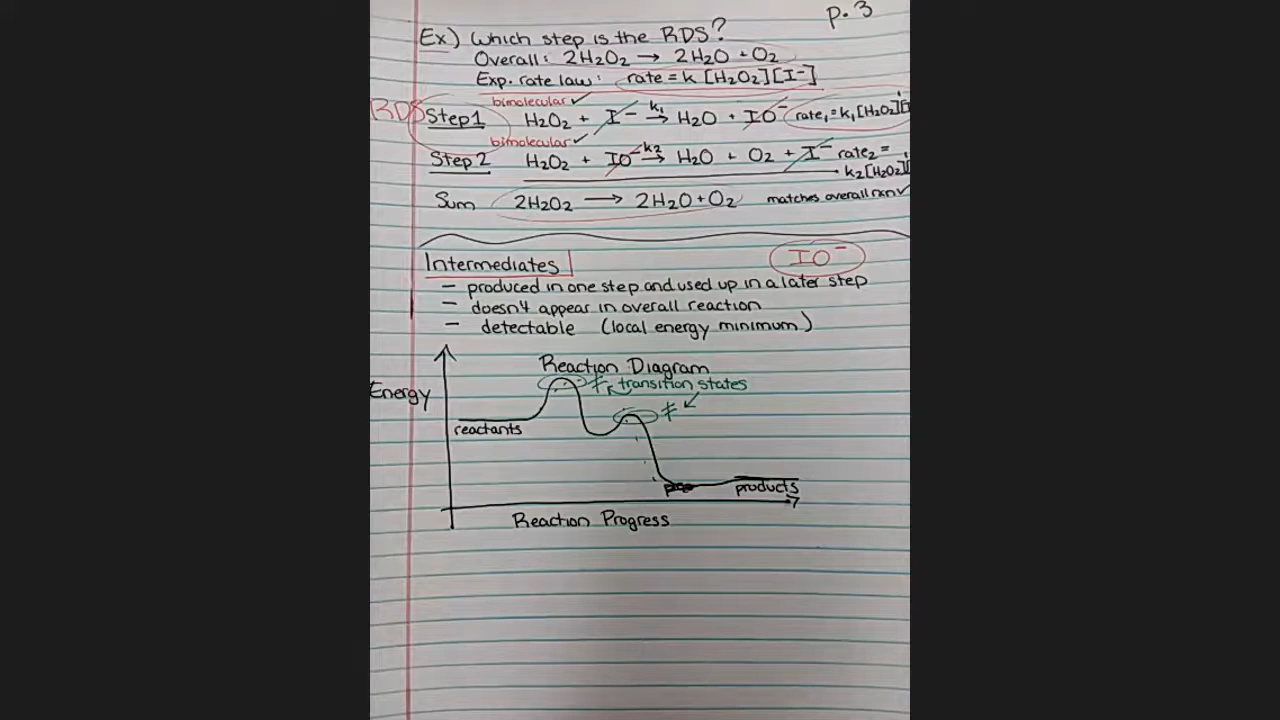 p. 3
Ex) Which step is the RDS?
Overall: 2H₂O₂ → 2H₂O + O₂
Exp. rate law: rate = k [H₂O₂][I⁻]
bimolecular ✓
RDS Step 1 H₂O₂ + I⁻ k₁→ H₂O + IO⁻ rate₁ = k₁[H₂O₂]¹[
bimolecular ✓
Step 2 H₂O₂ + IO⁻ k₂→ H₂O + O₂ + I⁻ rate₂ =
k₂[H₂O₂]¹
Sum 2H₂O₂ → 2H₂O + O₂ matches overall rxn ✓
Intermediates IO⁻
- produced in one step and used up in a later step
- doesn't appear in overall reaction
- detectable (local energy minimum)
Reaction Diagram
‡ transition states
Energy
‡
reactants
products
Reaction Progress